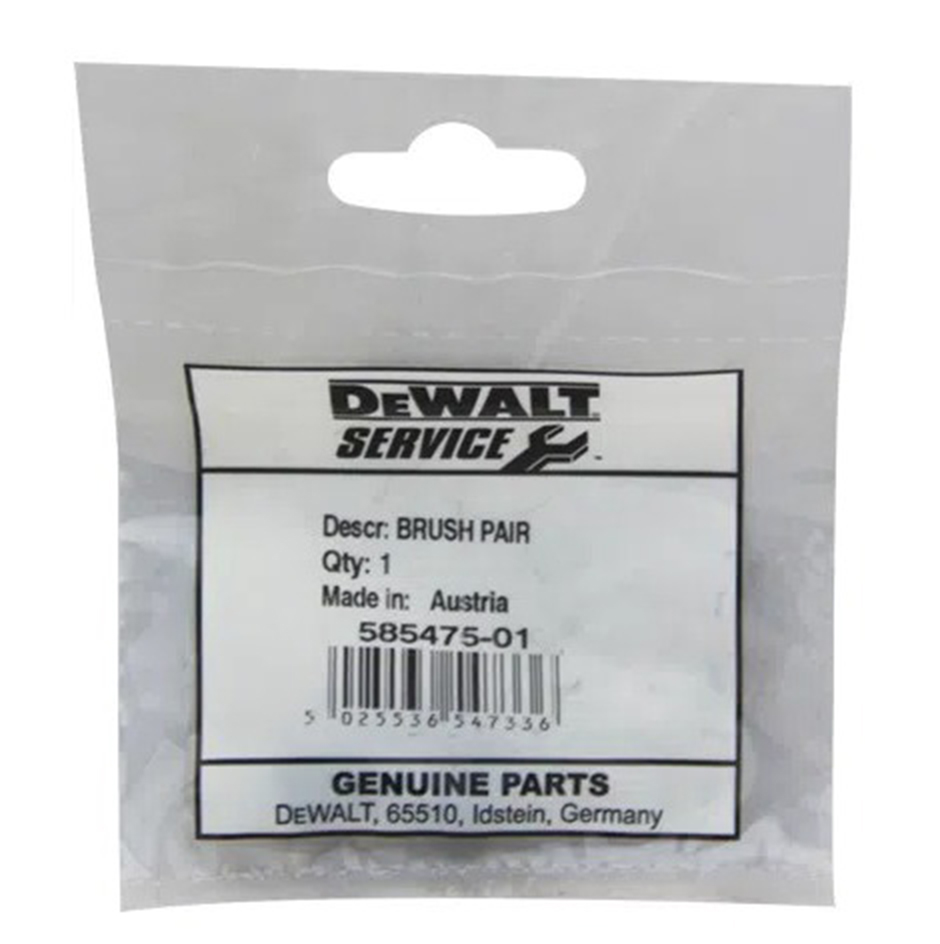 DEWALT
SERVICE™
Descr: BRUSH PAIR
Qty: 1
Made in: Austria
585475-01
5 025536 547336
GENUINE PARTS
DEWALT, 65510, Idstein, Germany